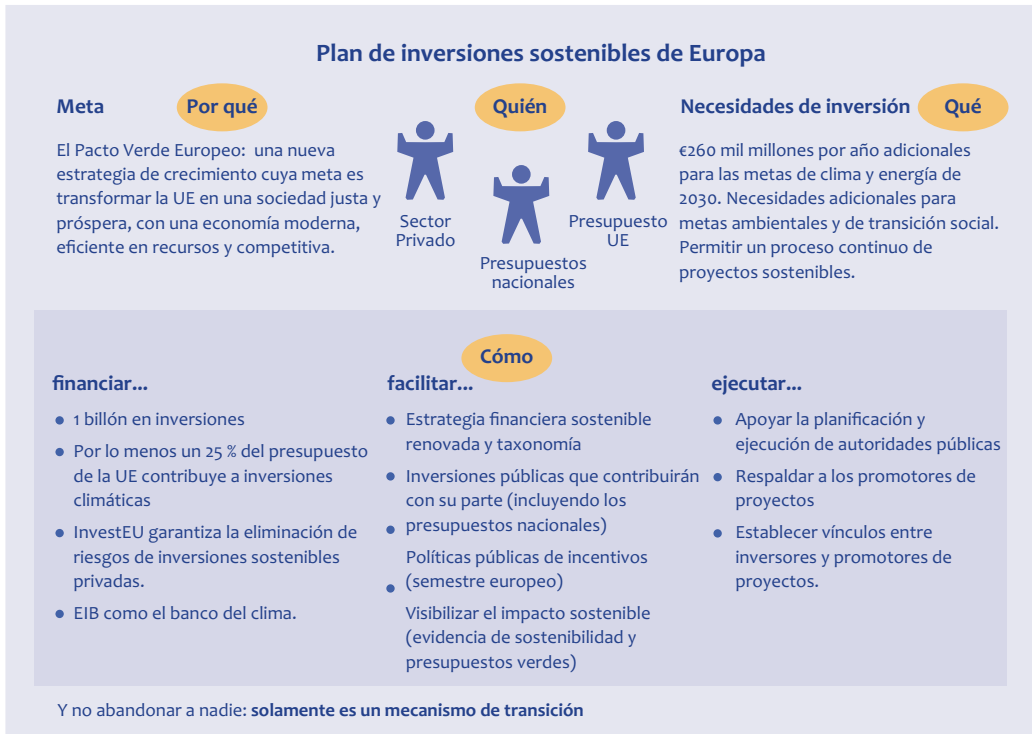 Plan de inversiones sostenibles de Europa
Meta
Por qué
El Pacto Verde Europeo: una nueva
estrategia de crecimiento cuya meta es
transformar la UE en una sociedad justa y
próspera, con una economía moderna,
eficiente en recursos y competitiva.
Quién
Sector
Privado
Presupuestos
nacionales
Presupuesto
UE
Necesidades de inversión
Qué
€260 mil millones por año adicionales
para las metas de clima y energía de
2030. Necesidades adicionales para
metas ambientales y de transición social.
Permitir un proceso continuo de
proyectos sostenibles.
Cómo
financiar...
• 1 billón en inversiones
• Por lo menos un 25 % del presupuesto
de la UE contribuye a inversiones
climáticas
• InvestEU garantiza la eliminación de
riesgos de inversiones sostenibles
privadas.
• EIB como el banco del clima.
facilitar...
• Estrategia financiera sostenible
renovada y taxonomía
• Inversiones públicas que contribuirán
con su parte (incluyendo los
presupuestos nacionales)
• Políticas públicas de incentivos
(semestre europeo)
• Visibilizar el impacto sostenible
(evidencia de sostenibilidad y
presupuestos verdes)
ejecutar...
• Apoyar la planificación y
ejecución de autoridades públicas
• Respaldar a los promotores de
proyectos
• Establecer vínculos entre
inversores y promotores de
proyectos.
Y no abandonar a nadie: solamente es un mecanismo de transición